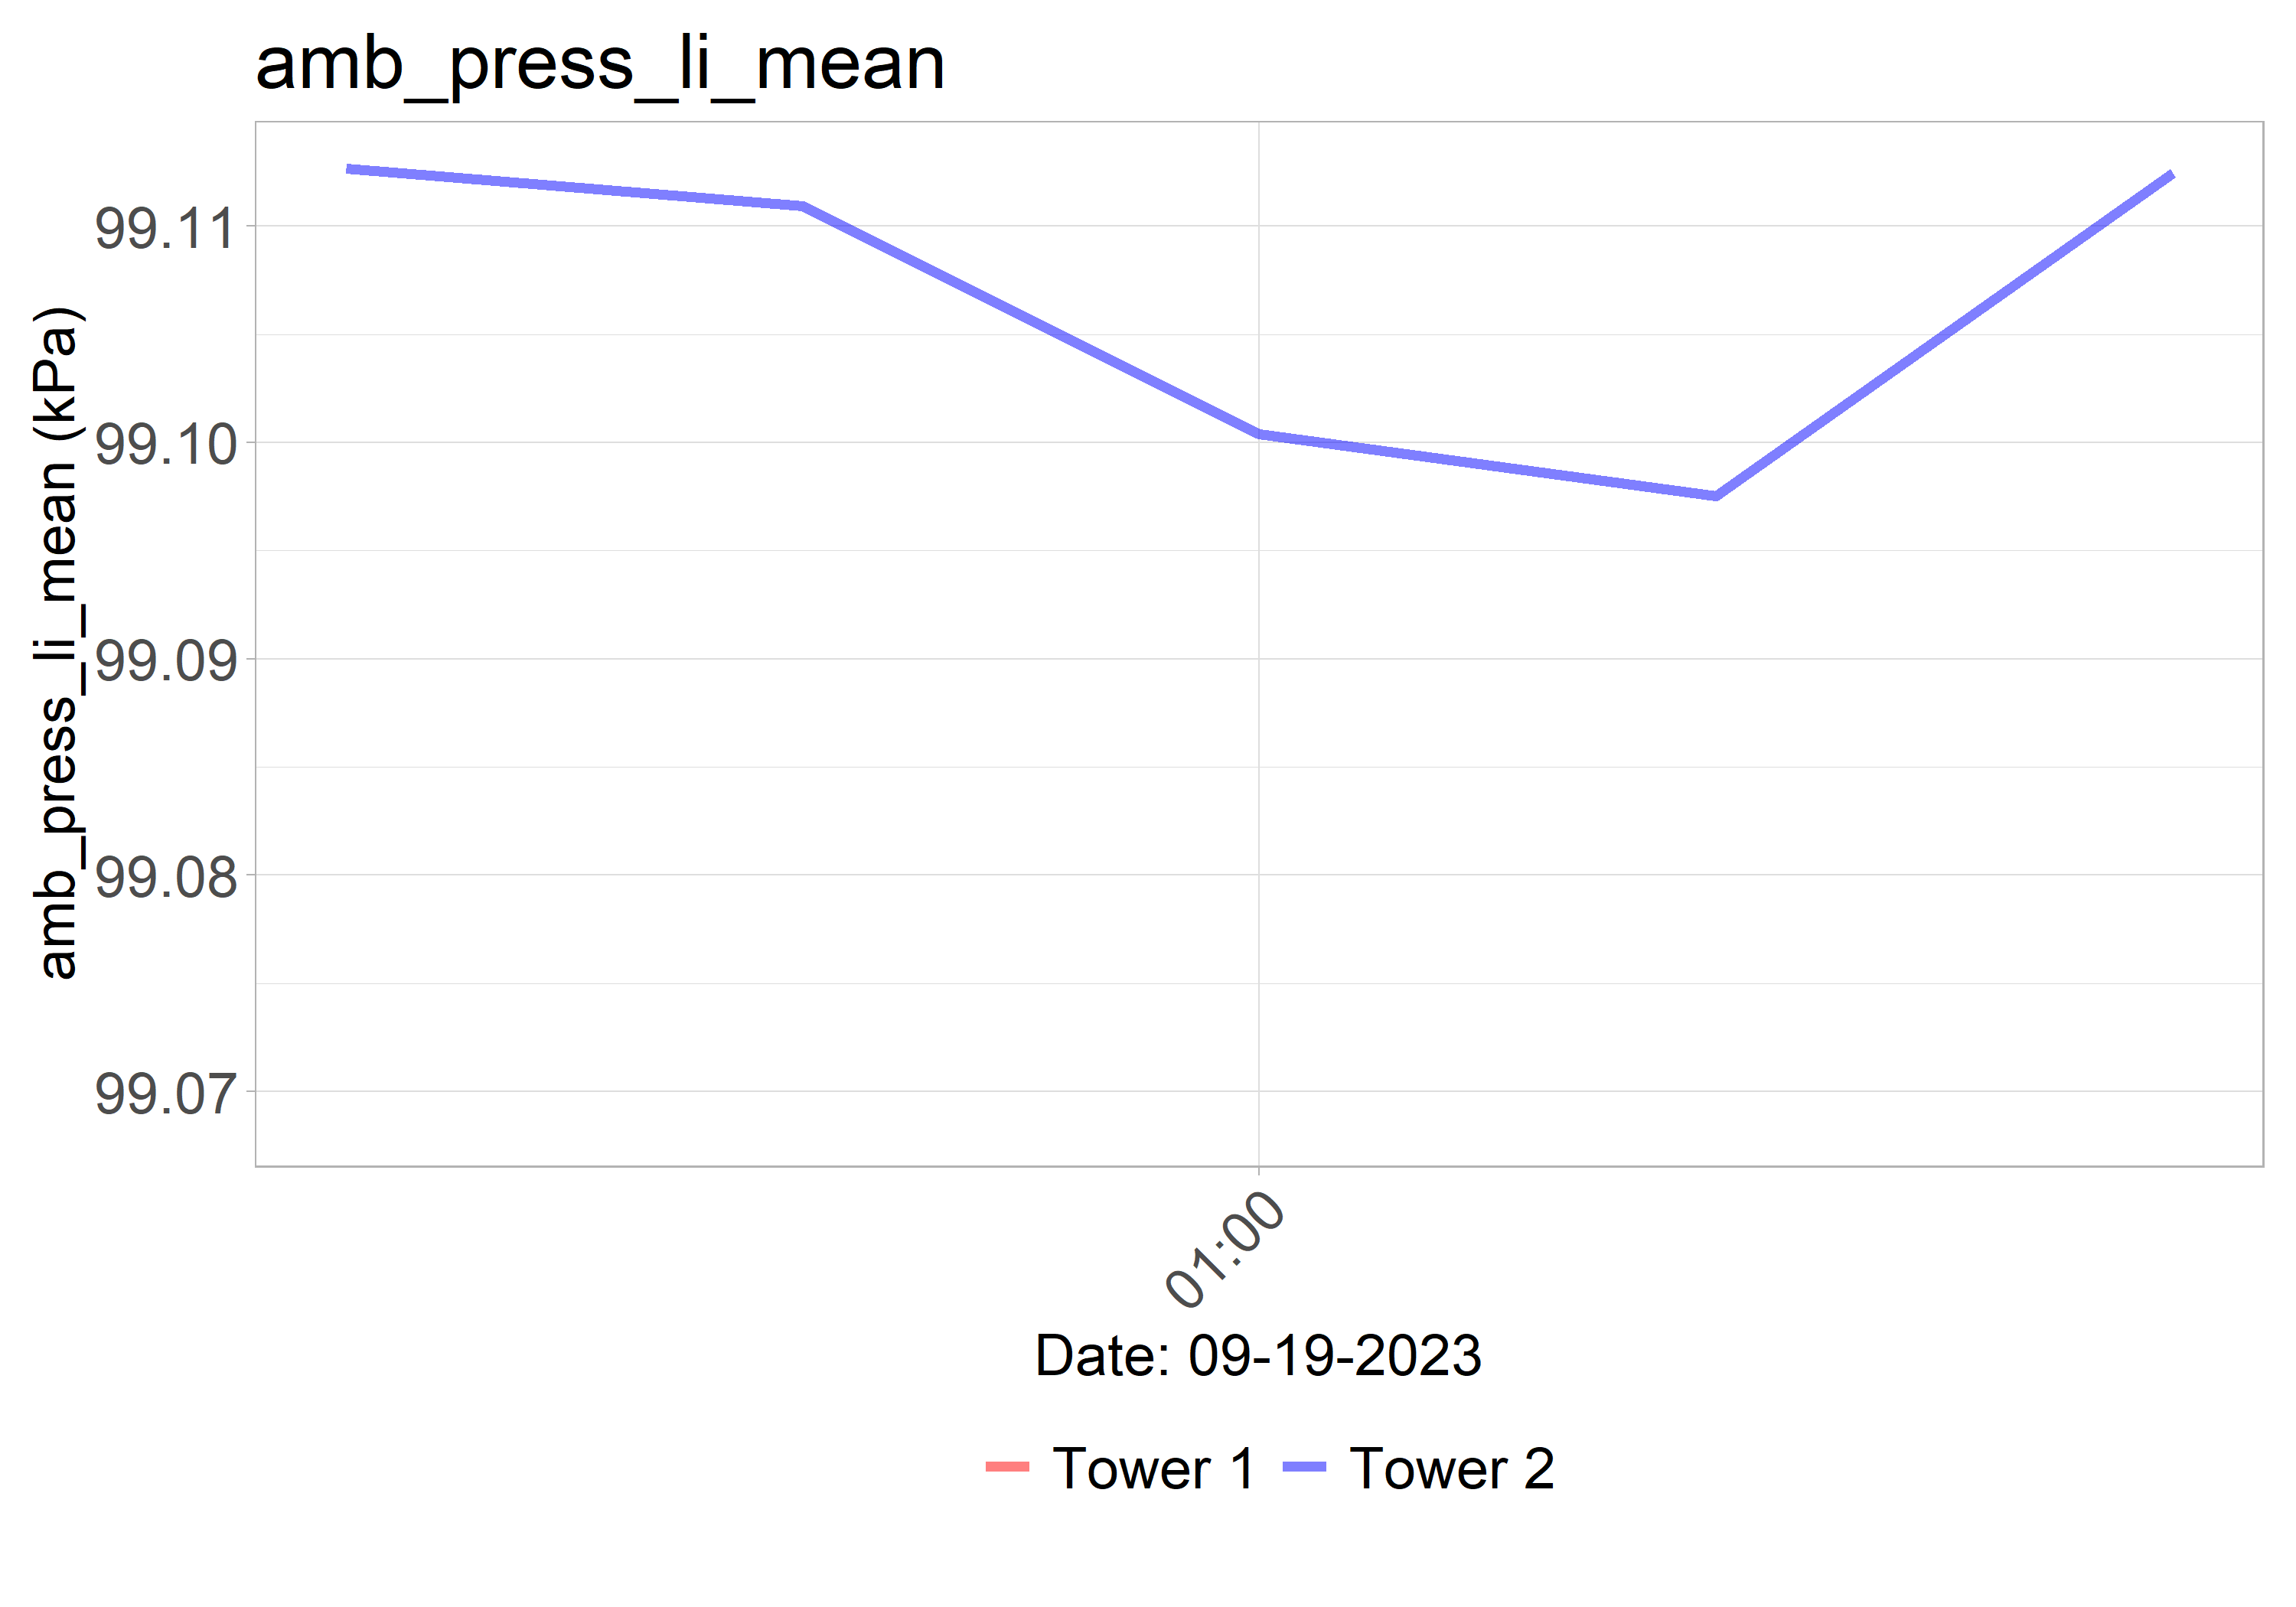 amb_press_li_mean
amb_press_li_mean (kPa)
99.11
99.10
99.09
99.08
99.07
01:00
Date: 09-19-2023
Tower 1 Tower 2